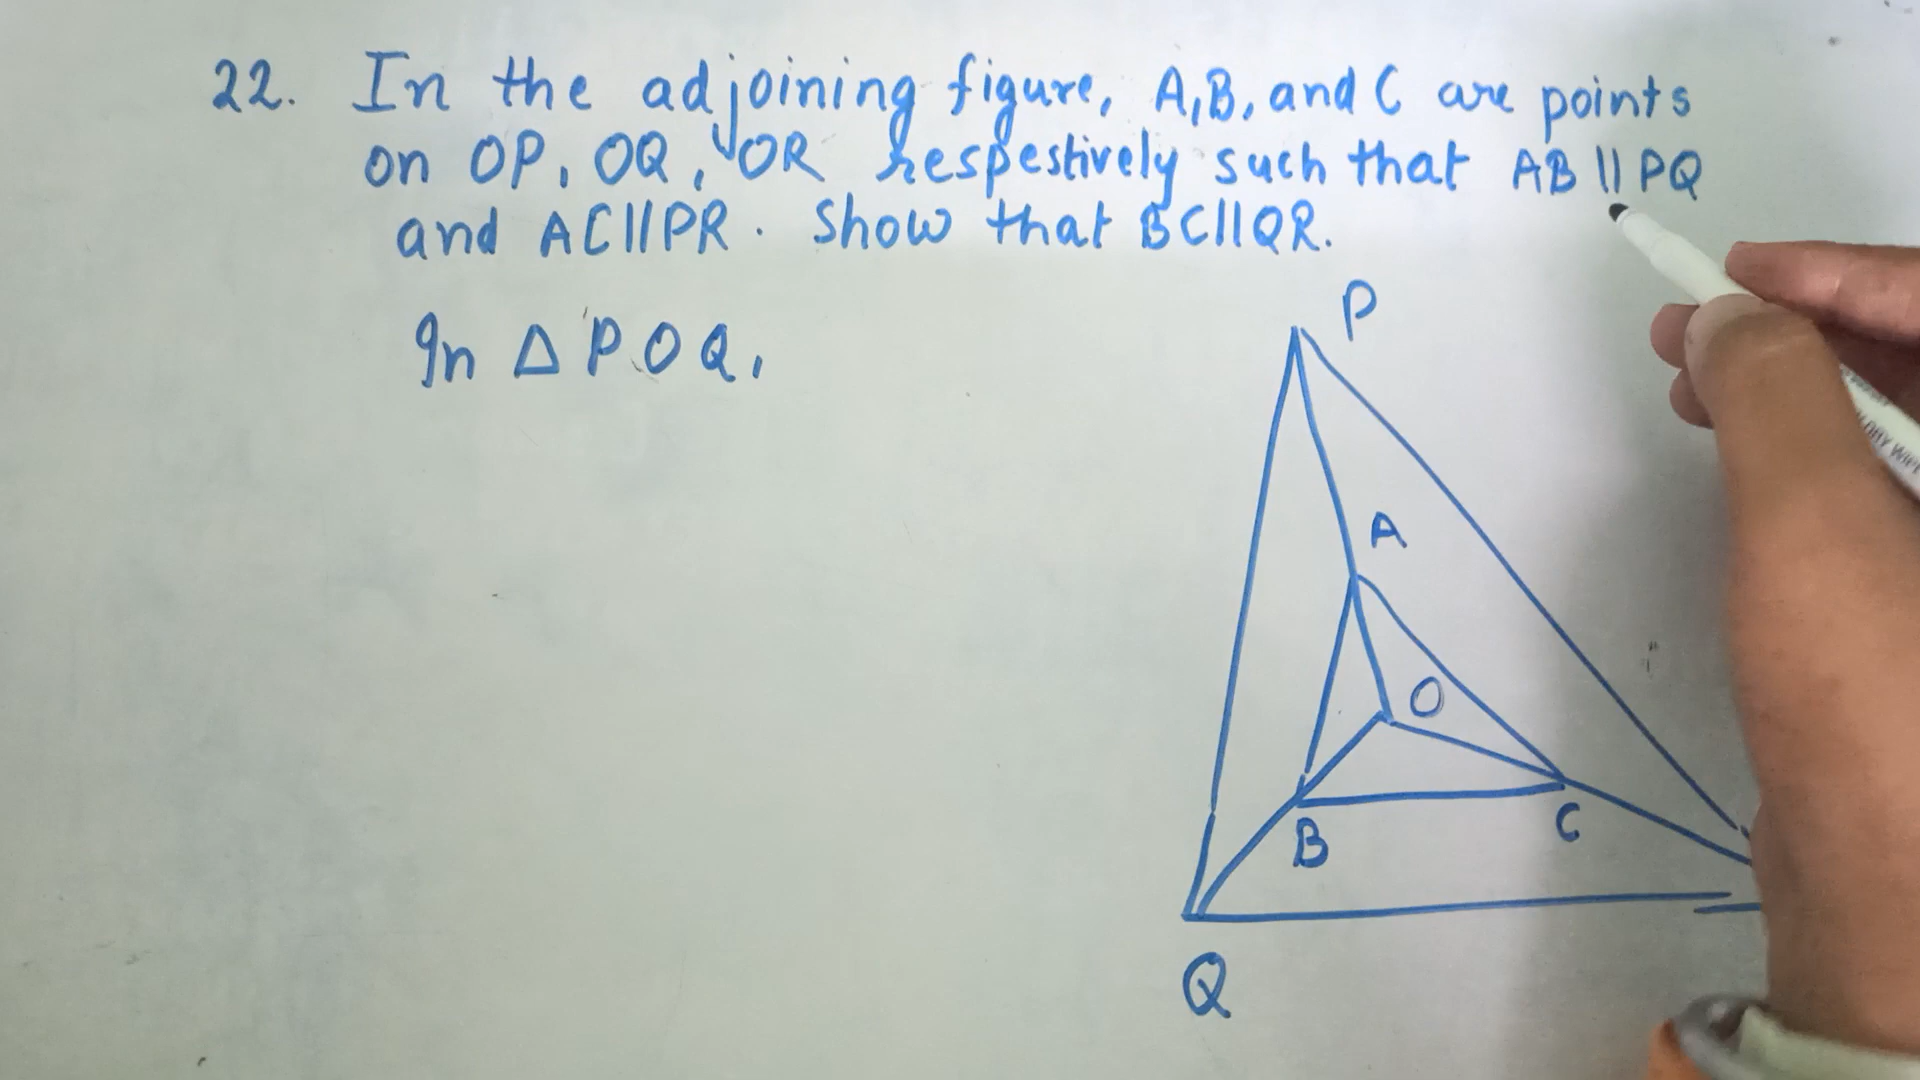 22. In the adjoining figure, A,B, and C are points
on OP, OQ, OR respestively such that AB || PQ
and AC||PR. Show that BC||QR.
In Δ POQ,
P
A
O
B
C
Q